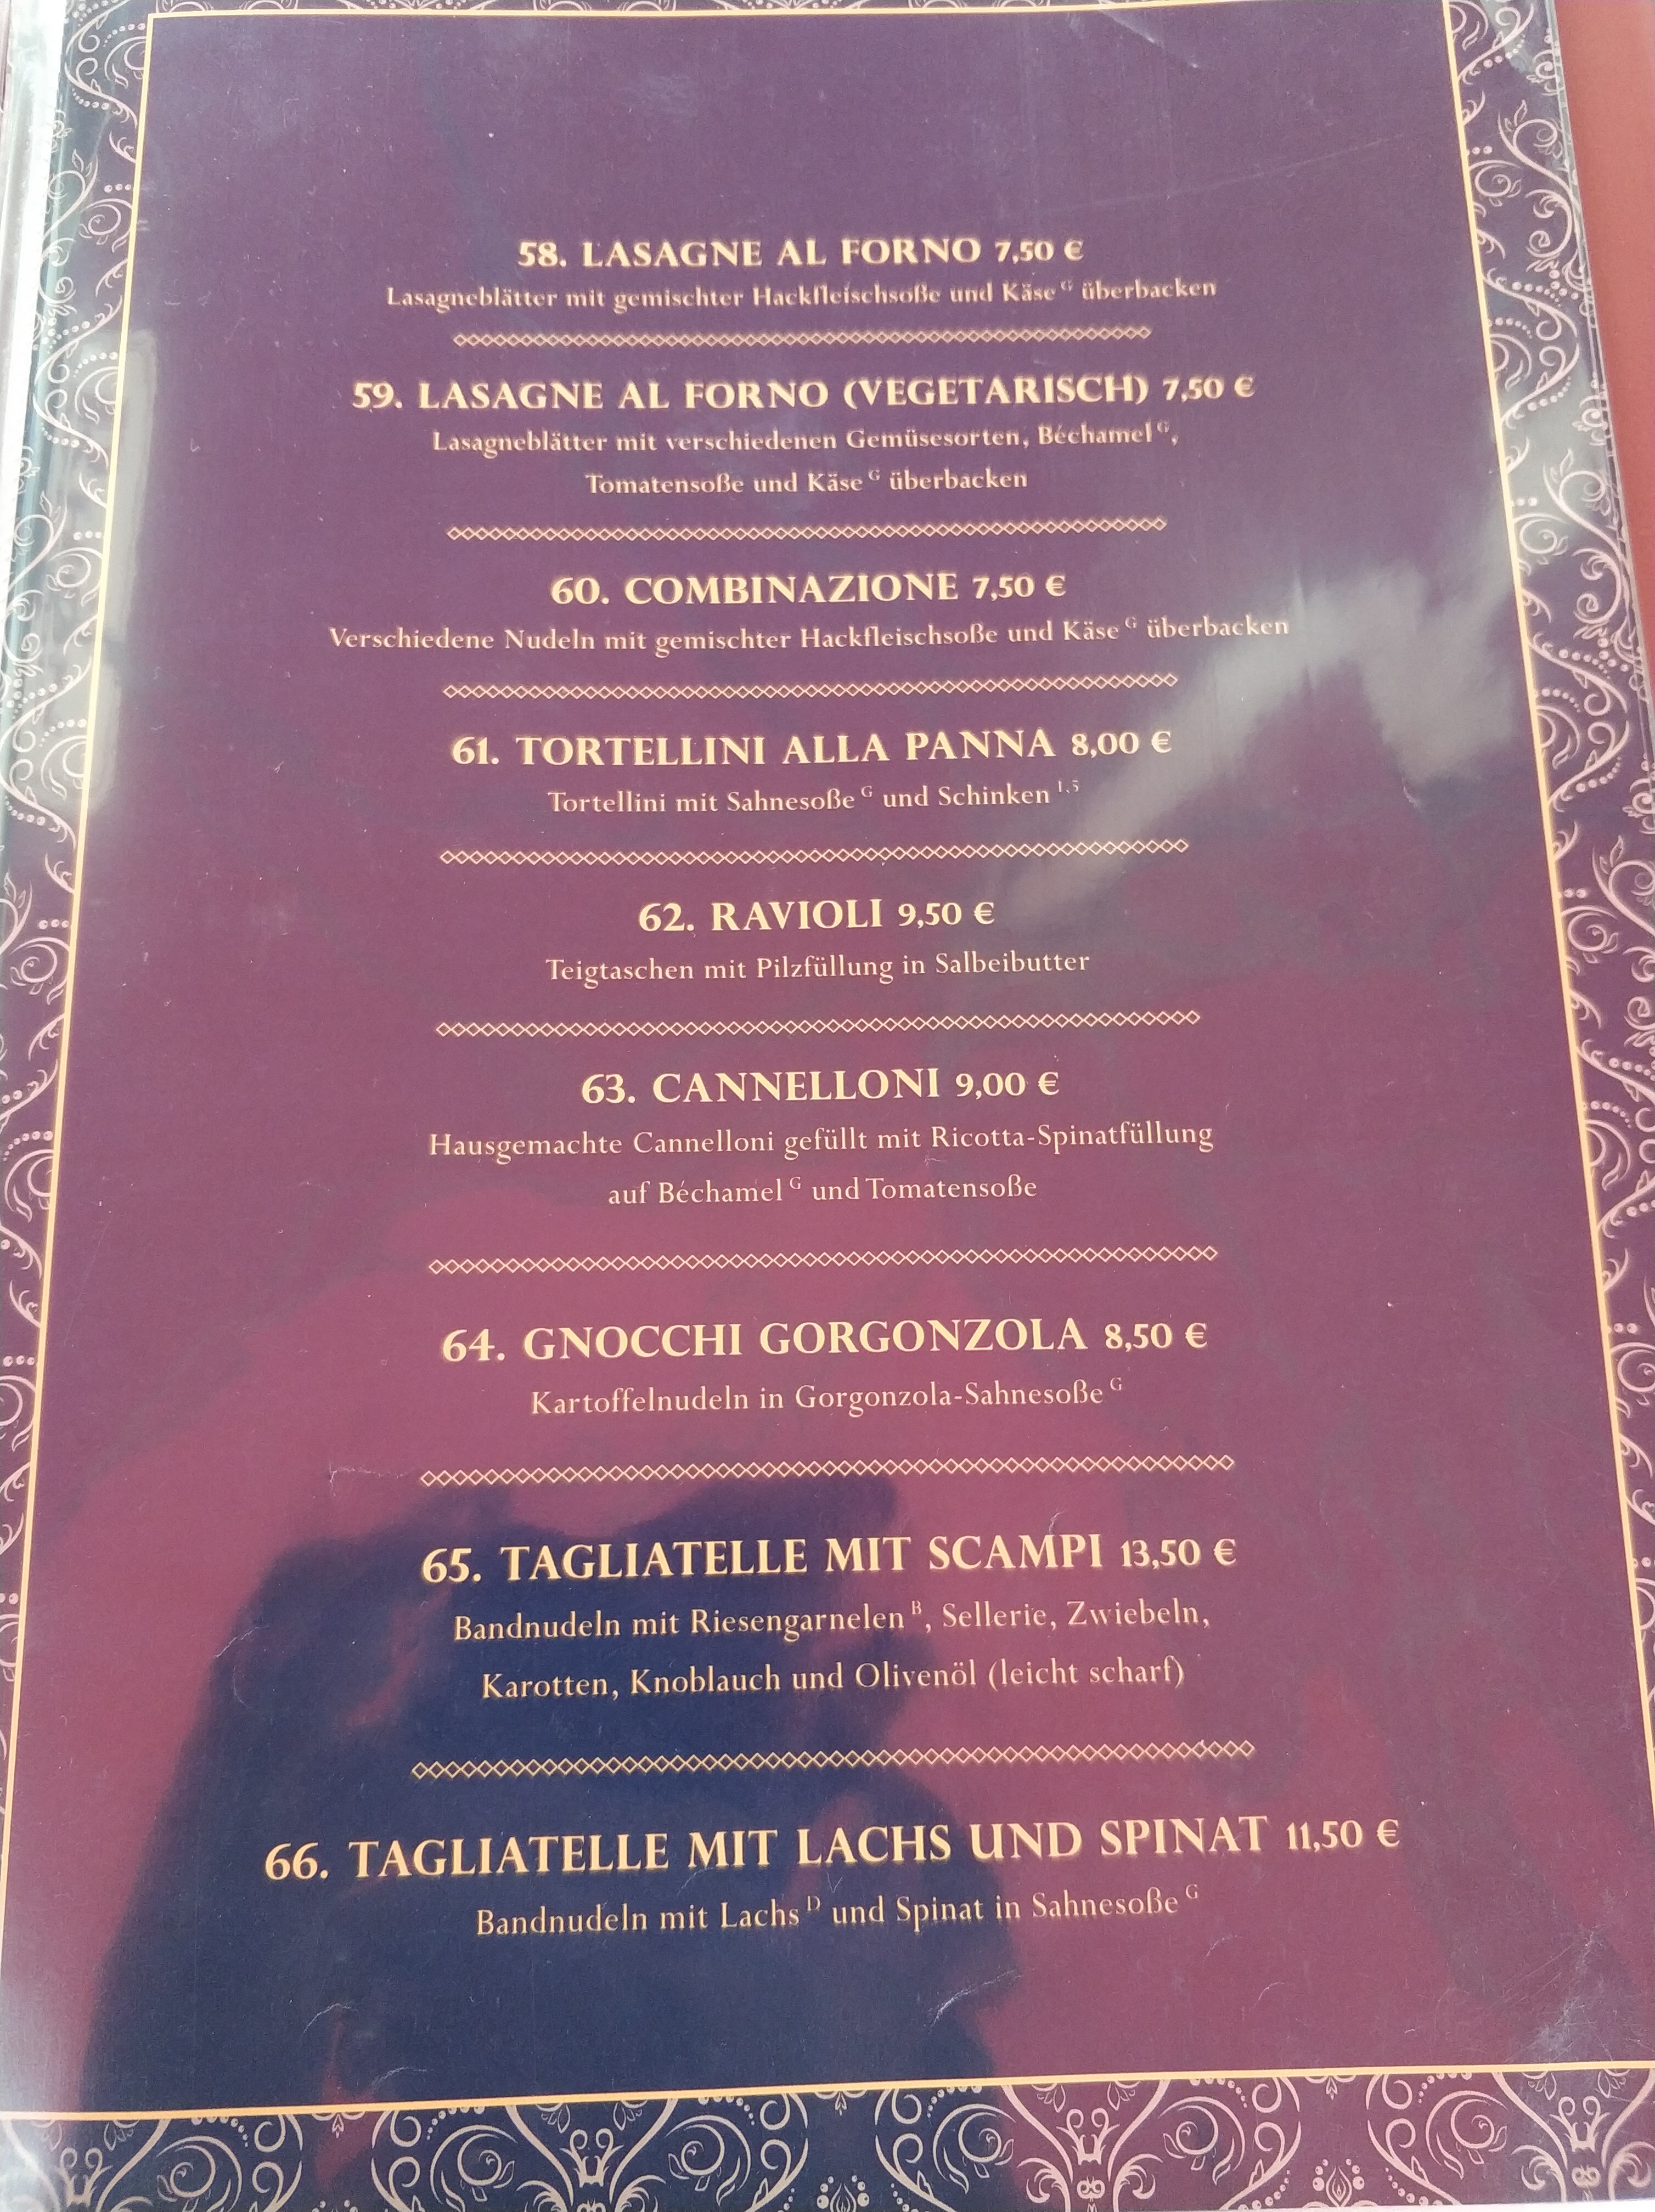 58. LASAGNE AL FORNO 7,50 €
Lasagneblätter mit gemischter Hackfleischsoße und Käse G überbacken
59. LASAGNE AL FORNO (VEGETARISCH) 7,50 €
Lasagneblätter mit verschiedenen Gemüsesorten, Béchamel G,
Tomatensoße und Käse G überbacken
60. COMBINAZIONE 7,50 €
Verschiedene Nudeln mit gemischter Hackfleischsoße und Käse G überbacken
61. TORTELLINI ALLA PANNA 8,00 €
Tortellini mit Sahnesoße G und Schinken 1,5
62. RAVIOLI 9,50 €
Teigtaschen mit Pilzfüllung in Salbeibutter
63. CANNELLONI 9,00 €
Hausgemachte Cannelloni gefüllt mit Ricotta-Spinatfüllung
auf Béchamel G und Tomatensoße
64. GNOCCHI GORGONZOLA 8,50 €
Kartoffelnudeln in Gorgonzola-Sahnesoße G
65. TAGLIATELLE MIT SCAMPI 13,50 €
Bandnudeln mit Riesengarnelen B, Sellerie, Zwiebeln,
Karotten, Knoblauch und Olivenöl (leicht scharf)
66. TAGLIATELLE MIT LACHS UND SPINAT 11,50 €
Bandnudeln mit Lachs D und Spinat in Sahnesoße G